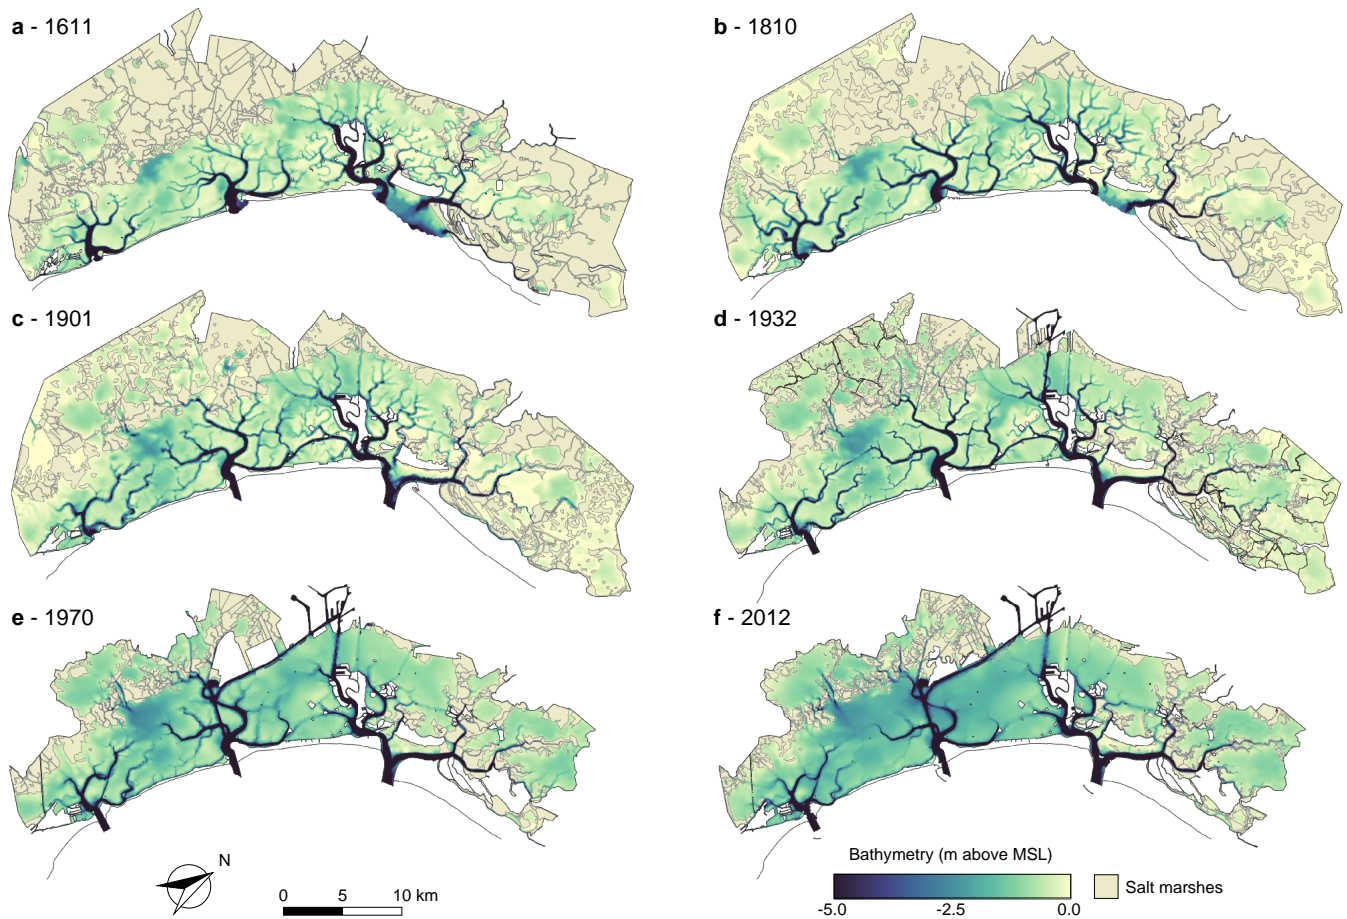 a - 1611
b - 1810
c - 1901
d - 1932
e - 1970
f - 2012
N
0 5 10 km
Bathymetry (m above MSL)
-5.0 -2.5 0.0
Salt marshes